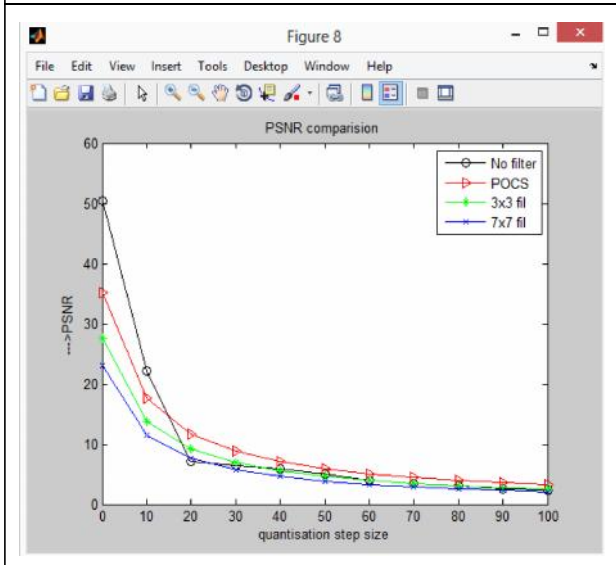 Figure 8
File Edit View Insert Tools Desktop Window Help
PSNR comparision
No filter
POCS
3x3 fil
7x7 fil
60
50
40
30
20
10
0
--->PSNR
0 10 20 30 40 50 60 70 80 90 100
quantisation step size